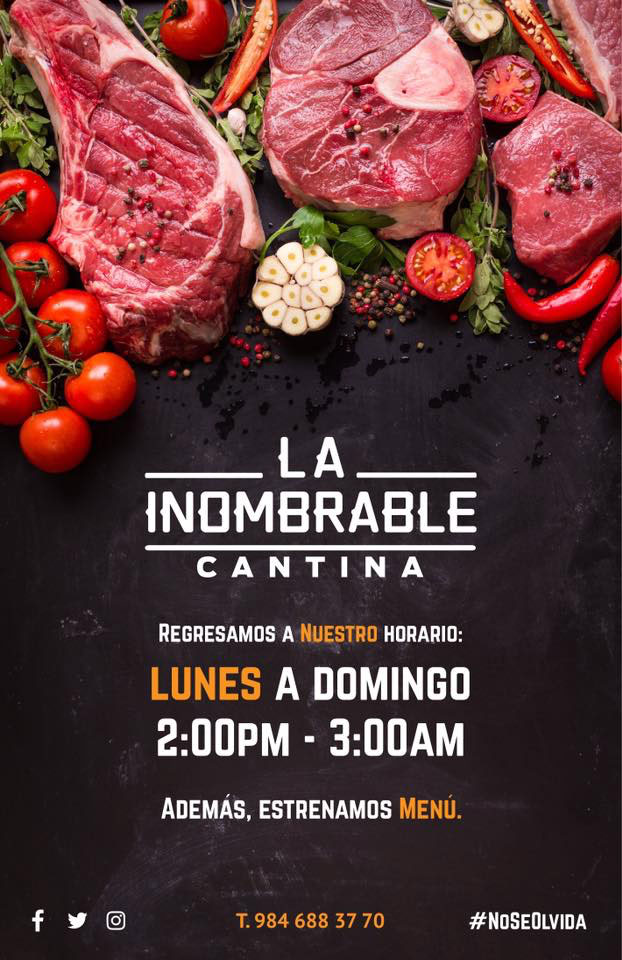 LA
INOMBRABLE
CANTINA
REGRESAMOS A NUESTRO HORARIO:
LUNES A DOMINGO
2:00PM - 3:00AM
ADEMÁS, ESTRENAMOS MENÚ.
T. 984 688 37 70
#NOSEOLVIDA